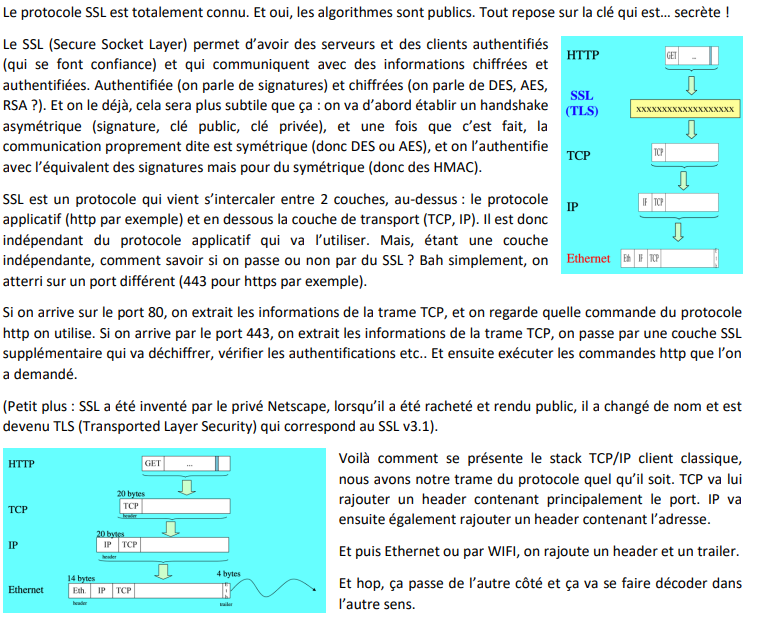 Le protocole SSL est totalement connu. Et oui, les algorithmes sont publics. Tout repose sur la clé qui est… secrète !
Le SSL (Secure Socket Layer) permet d’avoir des serveurs et des clients authentifiés
(qui se font confiance) et qui communiquent avec des informations chiffrées et
authentifiées. Authentifiée (on parle de signatures) et chiffrées (on parle de DES, AES,
RSA ?). Et on le déjà, cela sera plus subtile que ça : on va d’abord établir un handshake
asymétrique (signature, clé public, clé privée), et une fois que c’est fait, la
communication proprement dite est symétrique (donc DES ou AES), et on l’authentifie
avec l’équivalent des signatures mais pour du symétrique (donc des HMAC).
SSL est un protocole qui vient s’intercaler entre 2 couches, au-dessus : le protocole
applicatif (http par exemple) et en dessous la couche de transport (TCP, IP). Il est donc
indépendant du protocole applicatif qui va l’utiliser. Mais, étant une couche
indépendante, comment savoir si on passe ou non par du SSL ? Bah simplement, on
atterri sur un port différent (443 pour https par exemple).
HTTP
GET
...
SSL
(TLS)
xxxxxxxxxxxxxxxxxx
TCP
TCP
IP
IP TCP
Ethernet
Eth IP TCP
Si on arrive sur le port 80, on extrait les informations de la trame TCP, et on regarde quelle commande du protocole
http on utilise. Si on arrive par le port 443, on extrait les informations de la trame TCP, on passe par une couche SSL
supplémentaire qui va déchiffrer, vérifier les authentifications etc.. Et ensuite exécuter les commandes http que l’on
a demandé.
(Petit plus : SSL a été inventé par le privé Netscape, lorsqu’il a été racheté et rendu public, il a changé de nom et est
devenu TLS (Transported Layer Security) qui correspond au SSL v3.1).
HTTP
GET
...
20 bytes
TCP
TCP
header
20 bytes
IP
IP TCP
header
14 bytes
4 bytes
Ethernet
Eth. IP TCP
header
trailer
Voilà comment se présente le stack TCP/IP client classique,
nous avons notre trame du protocole quel qu’il soit. TCP va lui
rajouter un header contenant principalement le port. IP va
ensuite également rajouter un header contenant l’adresse.
Et puis Ethernet ou par WIFI, on rajoute un header et un trailer.
Et hop, ça passe de l’autre côté et ça va se faire décoder dans
l’autre sens.